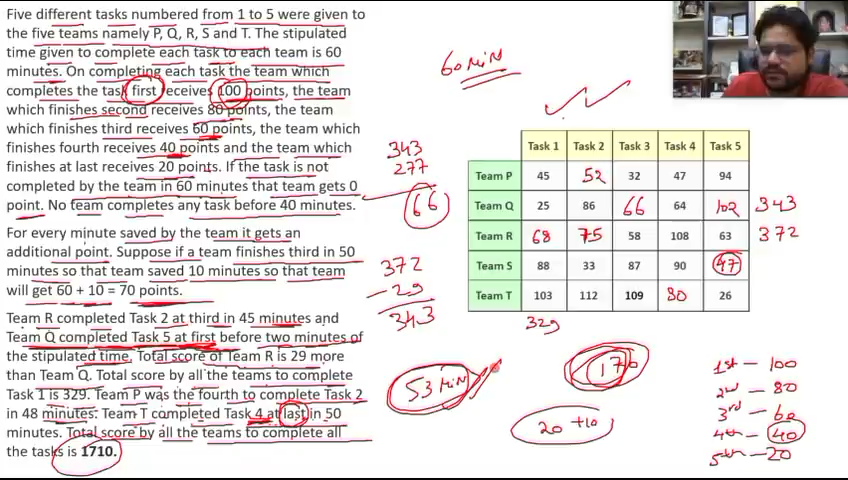 Five different tasks numbered from 1 to 5 were given to
the five teams namely P, Q, R, S and T. The stipulated
time given to complete each task to each team is 60
minutes. On completing each task the team which
completes the task first receives 100 points, the team
which finishes second receives 80 points, the team
which finishes third receives 60 points, the team which
finishes fourth receives 40 points and the team which
finishes at last receives 20 points. If the task is not
completed by the team in 60 minutes that team gets 0
point. No team completes any task before 40 minutes.
For every minute saved by the team it gets an
additional point. Suppose if a team finishes third in 50
minutes so that team saved 10 minutes so that team
will get 60 + 10 = 70 points.
Team R completed Task 2 at third in 45 minutes and
Team Q completed Task 5 at first before two minutes of
the stipulated time. Total score of Team R is 29 more
than Team Q. Total score by all the teams to complete
Task 1 is 329. Team P was the fourth to complete Task 2
in 48 minutes. Team T completed Task 4 at last in 50
minutes. Total score by all the teams to complete all
the tasks is 1710.
60 MIN
343
277
66
372
- 29
343
Task 1 Task 2 Task 3 Task 4 Task 5
Team P 45 52 32 47 94
Team Q 25 86 66 64 102 343
Team R 68 75 58 108 63 372
Team S 88 33 87 90 47
Team T 103 112 109 30 26
329
53 MIN
20 +10
1st - 100
2nd - 80
3rd - 60
4th - 40
5th - 20